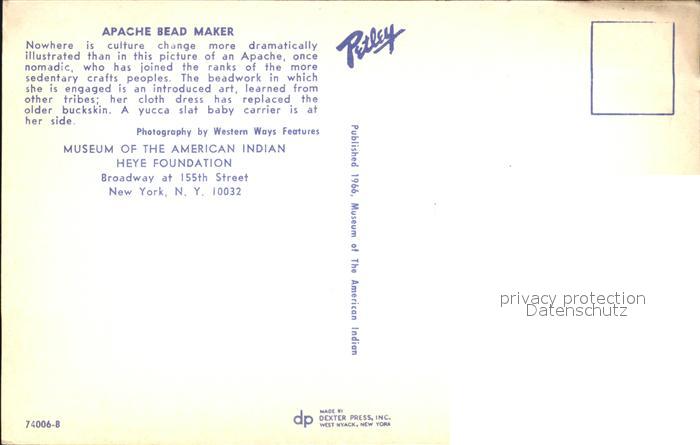 APACHE BEAD MAKER
Nowhere is culture change more dramatically
illustrated than in this picture of an Apache, once
nomadic, who has joined the ranks of the more
sedentary crafts peoples. The beadwork in which
she is engaged is an introduced art, learned from
other tribes; her cloth dress has replaced the
older buckskin. A yucca slat baby carrier is at
her side.
Photography by Western Ways Features
MUSEUM OF THE AMERICAN INDIAN
HEYE FOUNDATION
Broadway at 155th Street
New York, N. Y. 10032
Petley
Published 1966, Museum of The American Indian
privacy protection
Datenschutz
74006-B
dp
MADE BY
DEXTER PRESS, INC.
WEST NYACK, NEW YORK